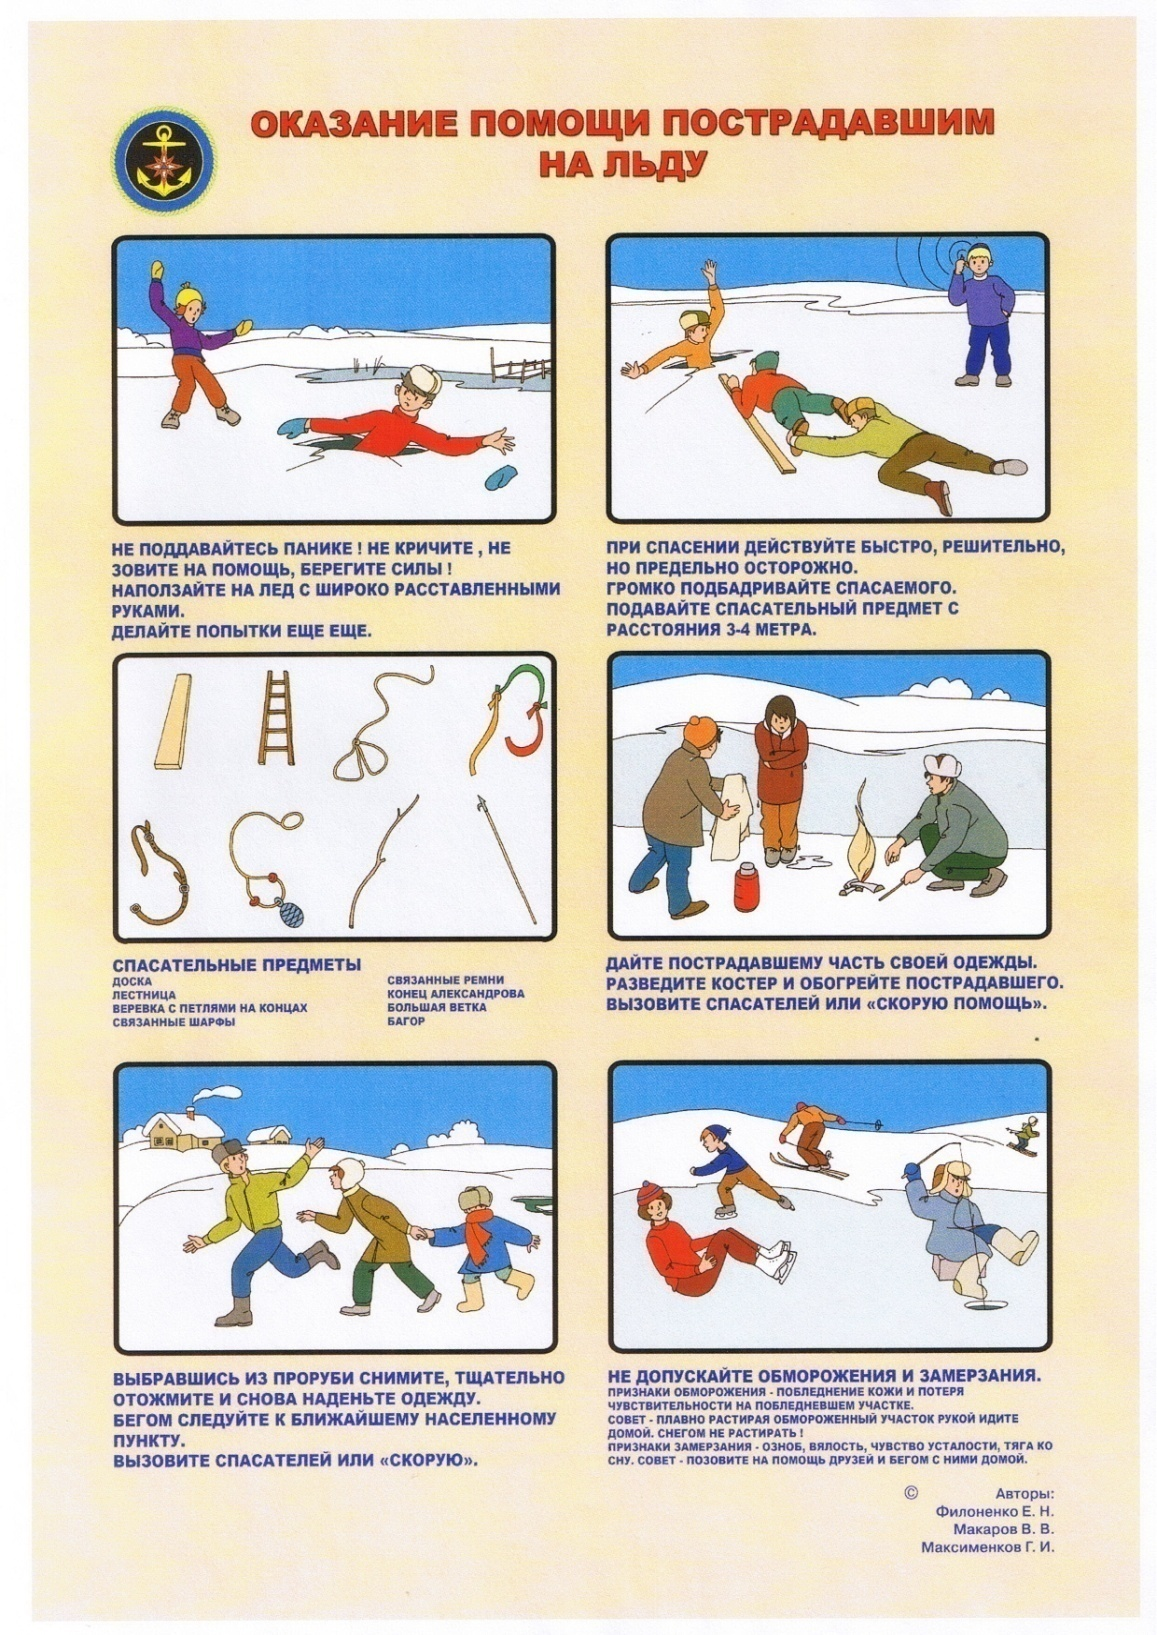 ОКАЗАНИЕ ПОМОЩИ ПОСТРАДАВШИМ
НА ЛЬДУ
НЕ ПОДДАВАЙТЕСЬ ПАНИКЕ ! НЕ КРИЧИТЕ , НЕ
ЗОВИТЕ НА ПОМОЩЬ, БЕРЕГИТЕ СИЛЫ !
НАПОЛЗАЙТЕ НА ЛЕД С ШИРОКО РАССТАВЛЕННЫМИ
РУКАМИ.
ДЕЛАЙТЕ ПОПЫТКИ ЕЩЕ ЕЩЕ.
ПРИ СПАСЕНИИ ДЕЙСТВУЙТЕ БЫСТРО, РЕШИТЕЛЬНО,
НО ПРЕДЕЛЬНО ОСТОРОЖНО.
ГРОМКО ПОДБАДРИВАЙТЕ СПАСАЕМОГО.
ПОДАВАЙТЕ СПАСАТЕЛЬНЫЙ ПРЕДМЕТ С
РАССТОЯНИЯ 3-4 МЕТРА.
СПАСАТЕЛЬНЫЕ ПРЕДМЕТЫ
ДОСКА
ЛЕСТНИЦА
ВЕРЕВКА С ПЕТЛЯМИ НА КОНЦАХ
СВЯЗАННЫЕ ШАРФЫ
СВЯЗАННЫЕ РЕМНИ
КОНЕЦ АЛЕКСАНДРОВА
БОЛЬШАЯ ВЕТКА
БАГОР
ДАЙТЕ ПОСТРАДАВШЕМУ ЧАСТЬ СВОЕЙ ОДЕЖДЫ.
РАЗВЕДИТЕ КОСТЕР И ОБОГРЕЙТЕ ПОСТРАДАВШЕГО.
ВЫЗОВИТЕ СПАСАТЕЛЕЙ ИЛИ «СКОРУЮ ПОМОЩЬ».
ВЫБРАВШИСЬ ИЗ ПРОРУБИ СНИМИТЕ, ТЩАТЕЛЬНО
ОТОЖМИТЕ И СНОВА НАДЕНЬТЕ ОДЕЖДУ.
БЕГОМ СЛЕДУЙТЕ К БЛИЖАЙШЕМУ НАСЕЛЕННОМУ
ПУНКТУ.
ВЫЗОВИТЕ СПАСАТЕЛЕЙ ИЛИ «СКОРУЮ».
НЕ ДОПУСКАЙТЕ ОБМОРОЖЕНИЯ И ЗАМЕРЗАНИЯ.
ПРИЗНАКИ ОБМОРОЖЕНИЯ - ПОБЛЕДНЕНИЕ КОЖИ И ПОТЕРЯ
ЧУВСТВИТЕЛЬНОСТИ НА ПОБЛЕДНЕВШЕМ УЧАСТКЕ.
СОВЕТ - ПЛАВНО РАСТИРАЯ ОБМОРОЖЕННЫЙ УЧАСТОК РУКОЙ ИДИТЕ
ДОМОЙ. СНЕГОМ НЕ РАСТИРАТЬ !
ПРИЗНАКИ ЗАМЕРЗАНИЯ - ОЗНОБ, ВЯЛОСТЬ, ЧУВСТВО УСТАЛОСТИ, ТЯГА КО
СНУ. СОВЕТ - ПОЗОВИТЕ НА ПОМОЩЬ ДРУЗЕЙ И БЕГОМ С НИМИ ДОМОЙ.
© Авторы:
Филоненко Е. Н.
Макаров В. В.
Максименков Г. И.